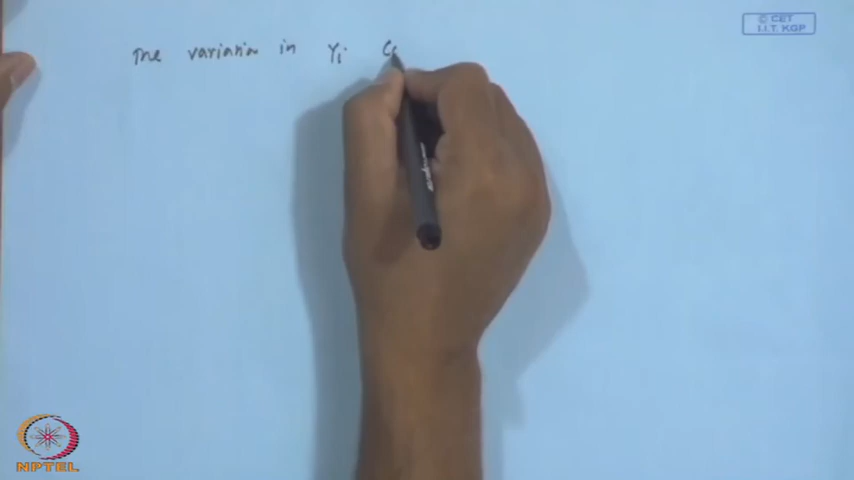 © CET
I.I.T. KGP
The variation in Yi
NPTEL